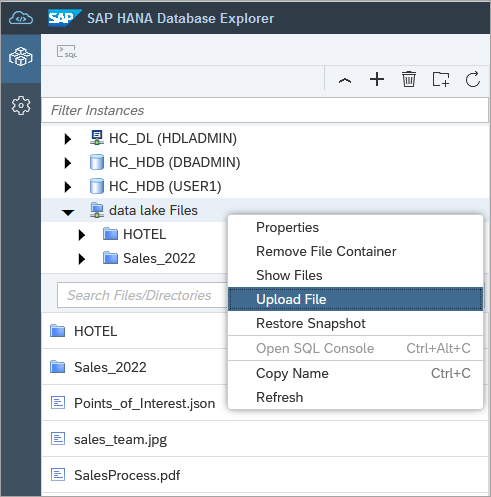 SAP SAP HANA Database Explorer
SQL
Filter Instances
HC_DL (HDLADMIN)
HC_HDB (DBADMIN)
HC_HDB (USER1)
data lake Files
HOTEL
Sales_2022
Properties
Remove File Container
Show Files
Upload File
Restore Snapshot
Open SQL Console Ctrl+Alt+C
Copy Name Ctrl+C
Refresh
Search Files/Directories
HOTEL
Sales_2022
Points_of_Interest.json
sales_team.jpg
SalesProcess.pdf